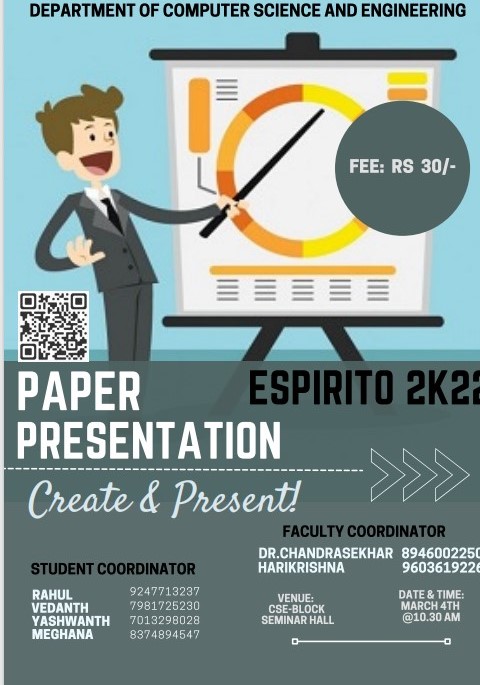 DEPARTMENT OF COMPUTER SCIENCE AND ENGINEERING
FEE: RS 30/-
PAPER
PRESENTATION
ESPIRITO 2K22
Create & Present!
FACULTY COORDINATOR
DR.CHANDRASEKHAR 8946002250
HARIKRISHNA 9603619226
STUDENT COORDINATOR
RAHUL 9247713237
VEDANTH 7981725230
YASHWANTH 7013298028
MEGHANA 8374894547
VENUE:
CSE-BLOCK
SEMINAR HALL
DATE & TIME:
MARCH 4TH
@10.30 AM